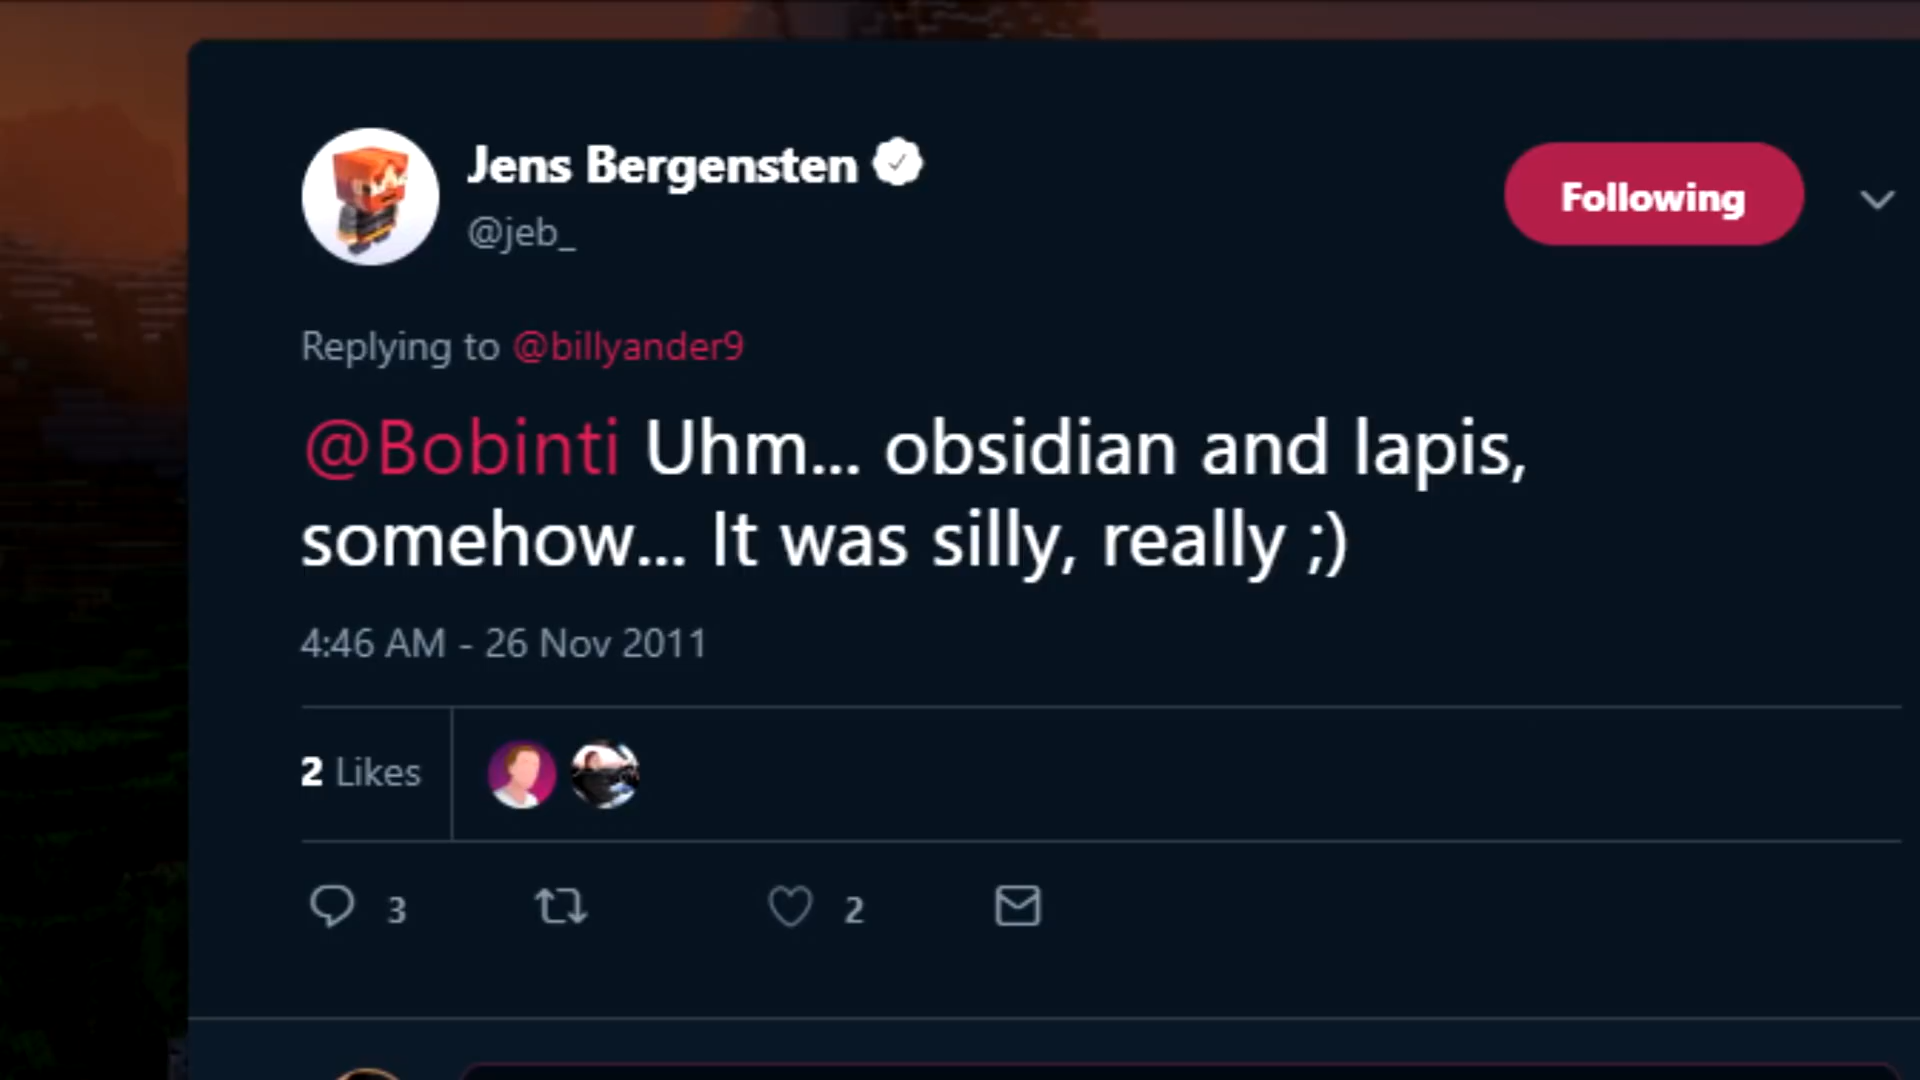 Jens Bergensten
@jeb_
Following
Replying to @billyander9
@Bobinti Uhm... obsidian and lapis,
somehow... It was silly, really ;)
4:46 AM - 26 Nov 2011
2 Likes
3 2